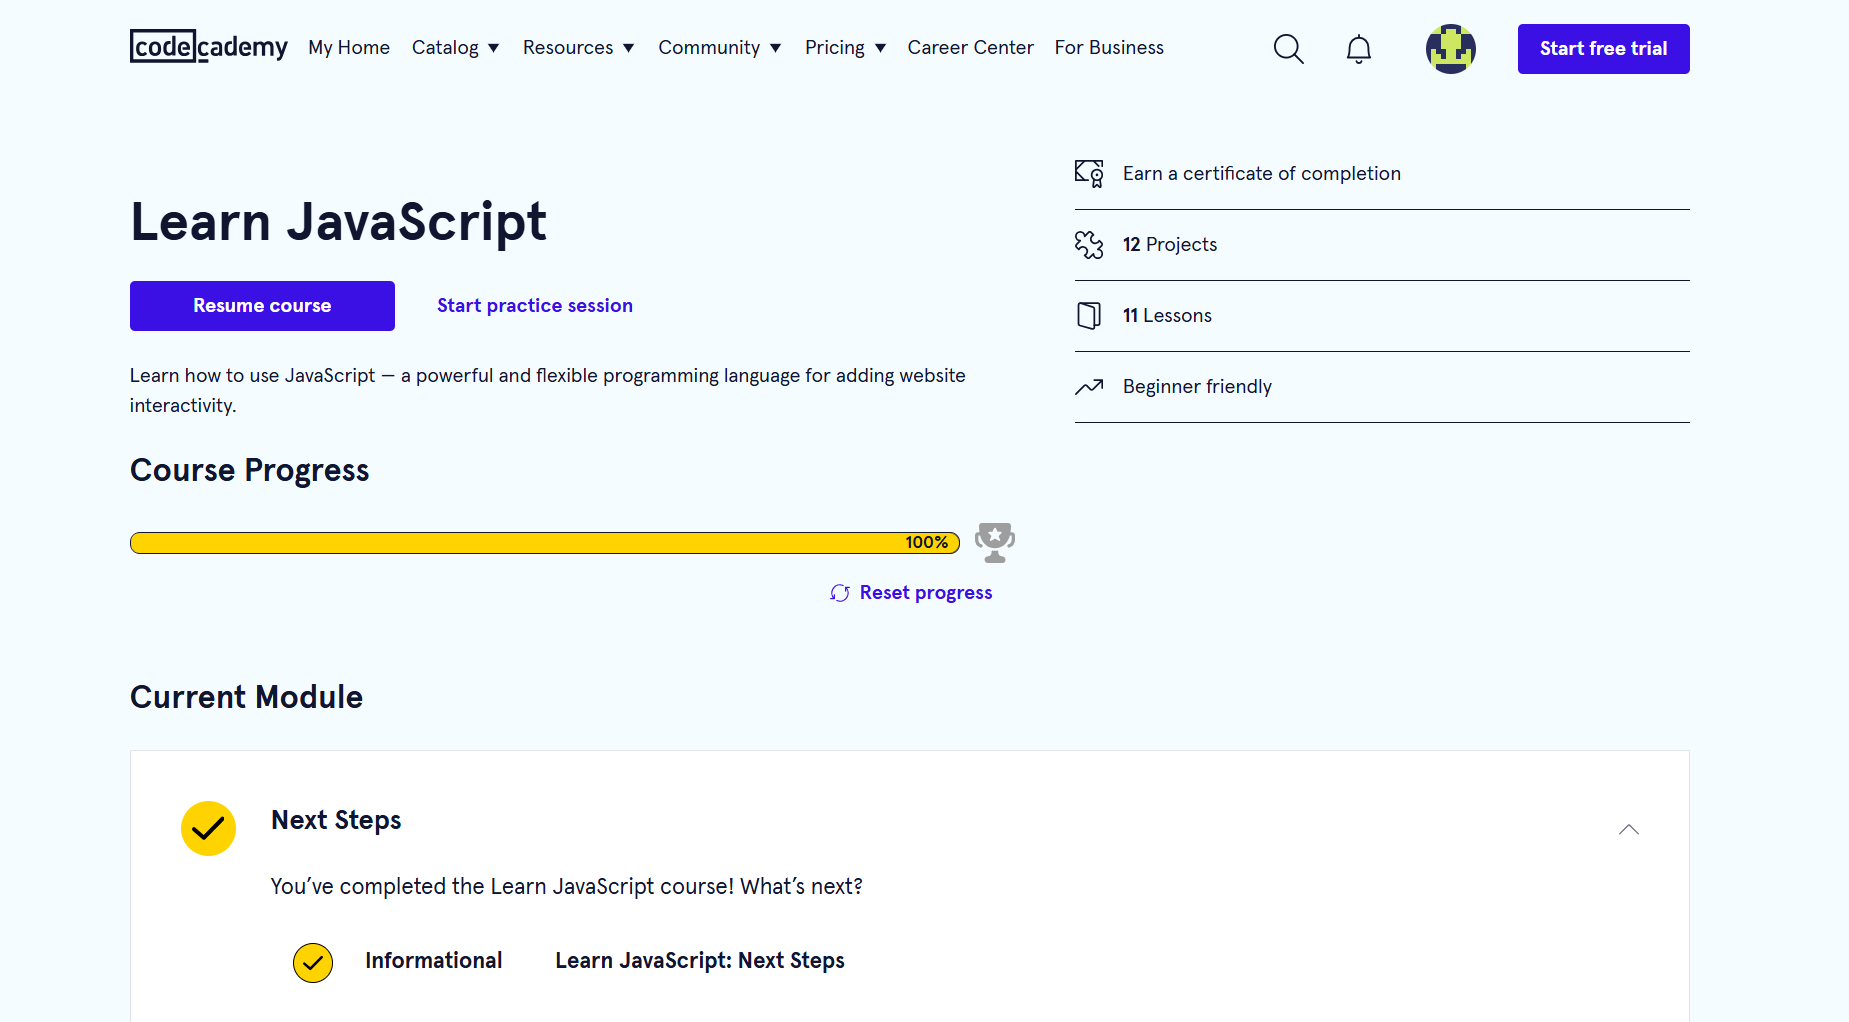 codecademy My Home Catalog Resources Community Pricing Career Center For Business Start free trial
Learn JavaScript
Resume course Start practice session
Learn how to use JavaScript — a powerful and flexible programming language for adding website
interactivity.
Earn a certificate of completion
12 Projects
11 Lessons
Beginner friendly
Course Progress
100%
Reset progress
Current Module
Next Steps
You’ve completed the Learn JavaScript course! What’s next?
Informational Learn JavaScript: Next Steps